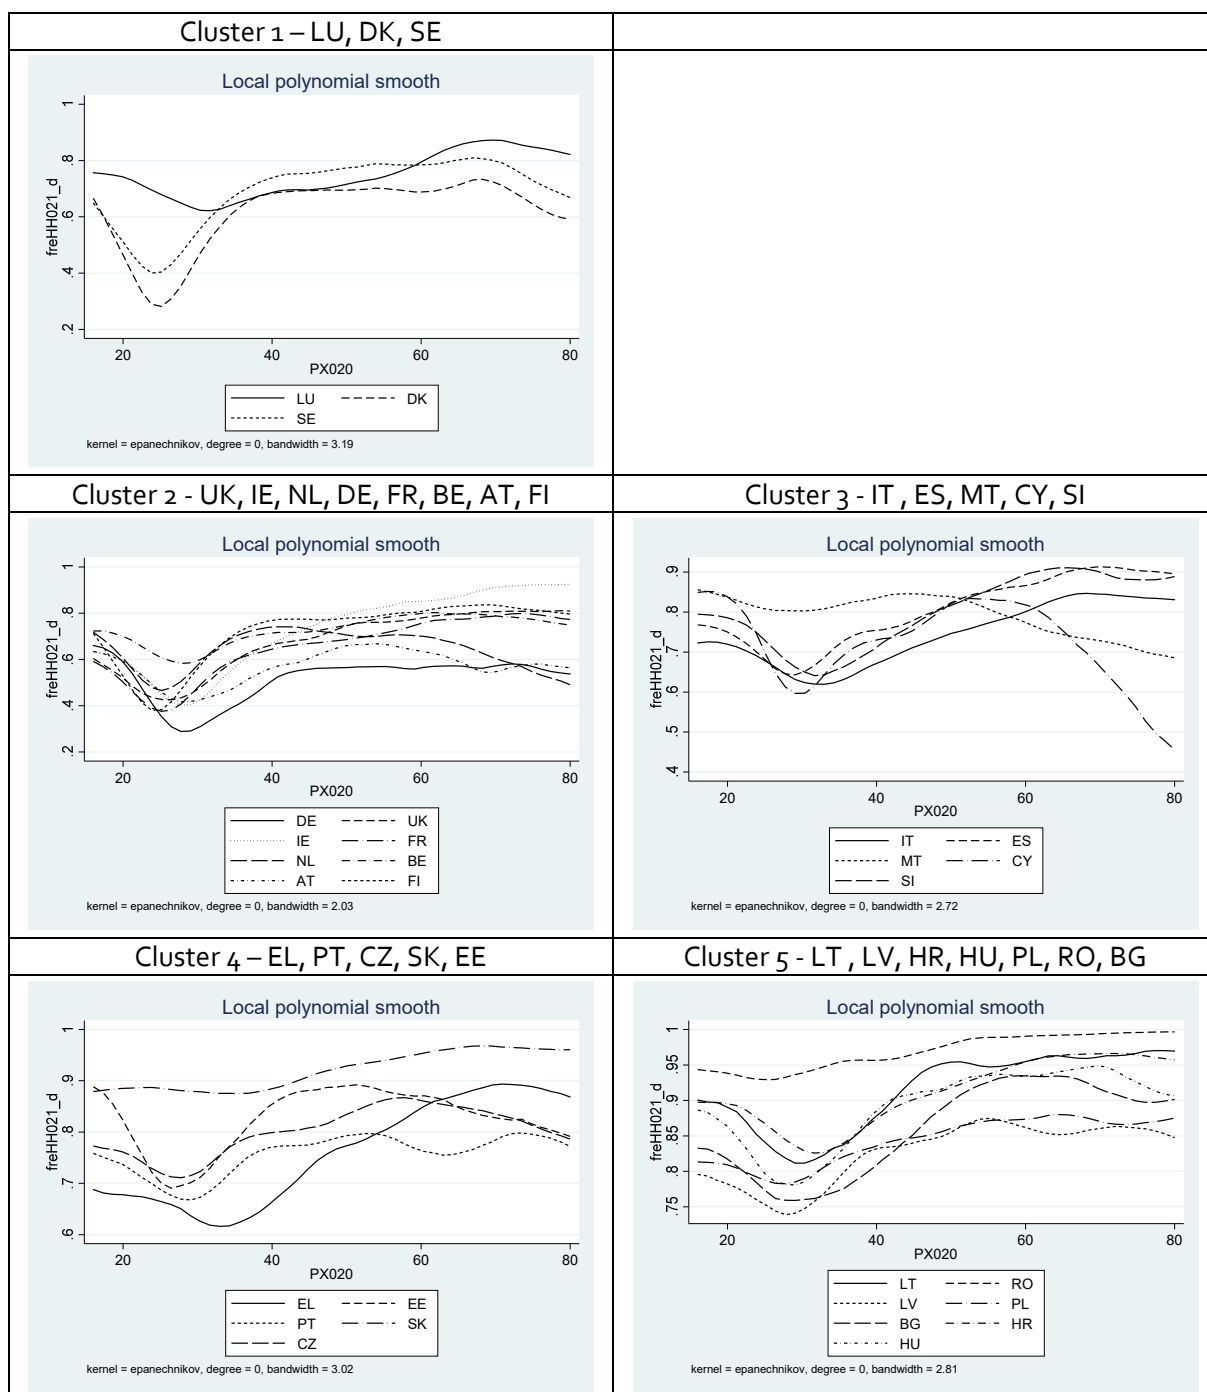 Cluster 1 – LU, DK, SE
Local polynomial smooth
freHH021_d
1
.8
.6
.4
.2
20 40 60 80
PX020
LU DK
SE
kernel = epanechnikov, degree = 0, bandwidth = 3.19
Cluster 2 - UK, IE, NL, DE, FR, BE, AT, FI
Local polynomial smooth
freHH021_d
1
.8
.6
.4
.2
20 40 60 80
PX020
DE UK
IE FR
NL BE
AT FI
kernel = epanechnikov, degree = 0, bandwidth = 2.03
Cluster 3 - IT , ES, MT, CY, SI
Local polynomial smooth
freHH021_d
.9
.8
.7
.6
.5
.4
20 40 60 80
PX020
IT ES
MT CY
SI
kernel = epanechnikov, degree = 0, bandwidth = 2.72
Cluster 4 – EL, PT, CZ, SK, EE
Local polynomial smooth
freHH021_d
1
.9
.8
.7
.6
20 40 60 80
PX020
EL EE
PT SK
CZ
kernel = epanechnikov, degree = 0, bandwidth = 3.02
Cluster 5 - LT , LV, HR, HU, PL, RO, BG
Local polynomial smooth
freHH021_d
1
.95
.9
.85
.8
.75
20 40 60 80
PX020
LT RO
LV PL
BG HR
HU
kernel = epanechnikov, degree = 0, bandwidth = 2.81